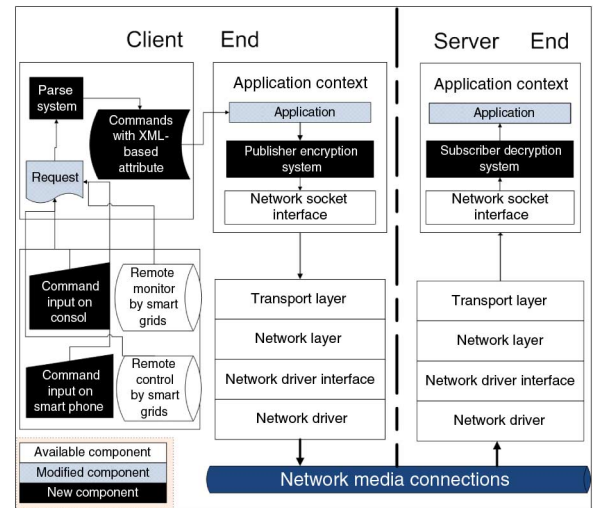 Client End
Server End
Parse
system
Commands
with XML-
based
attribute
Request
Command
input on
consol
Remote
monitor
by smart
grids
Command
input on
smart phone
Remote
control
by smart
grids
Available component
Modified component
New component
Application context
Application
Publisher encryption
system
Network socket
interface
Transport layer
Network layer
Network driver interface
Network driver
Application context
Application
Subscriber decryption
system
Network socket
interface
Transport layer
Network layer
Network driver interface
Network driver
Network media connections